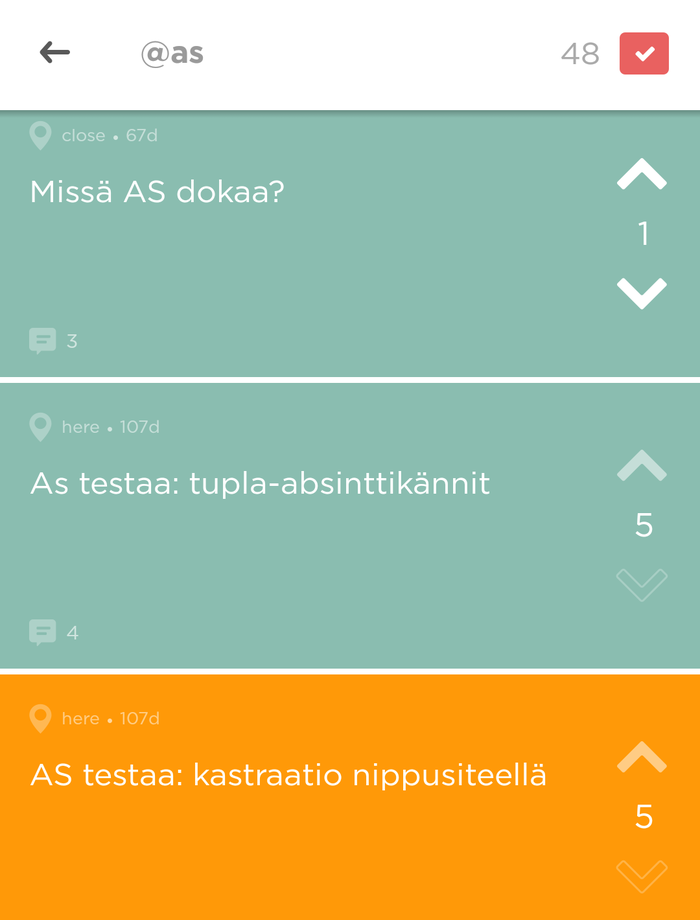 @as
48
close • 67d
Missä AS dokaa?
1
3
here • 107d
As testaa: tupla-absinttikännit
5
4
here • 107d
AS testaa: kastraatio nippusiteellä
5